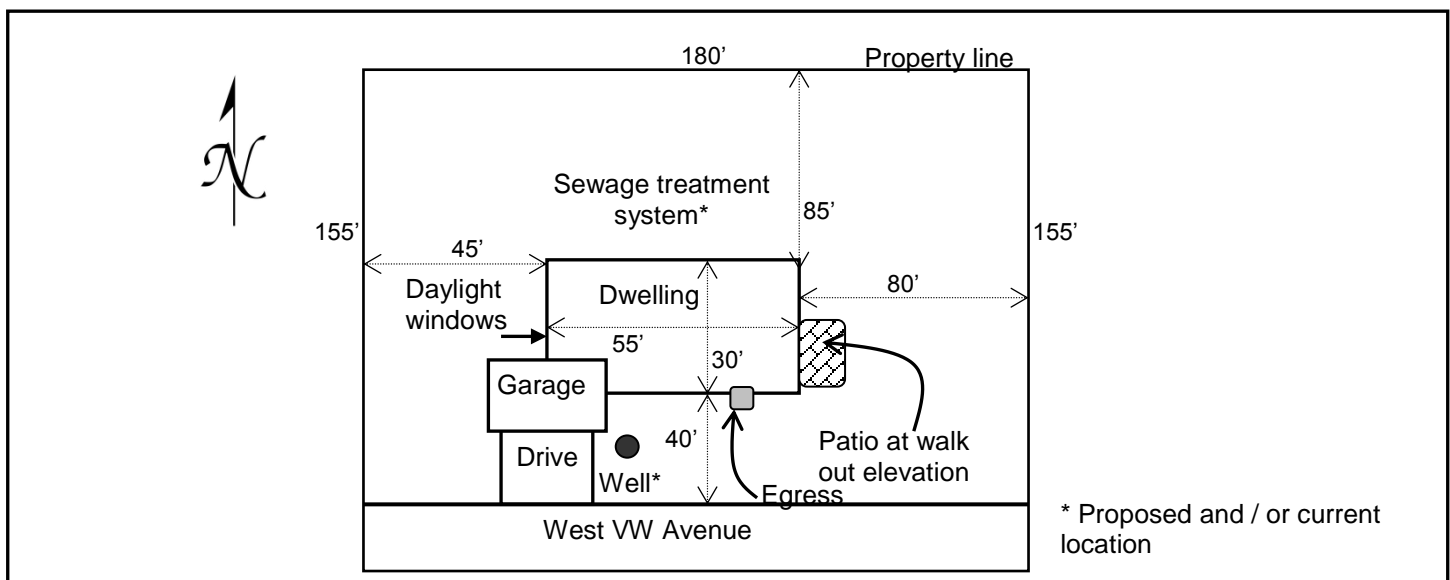 180’
Property line
N
Sewage treatment
system*
85’
155’
155’
45’
80’
Daylight
windows
Dwelling
55’
30’
Garage
40’
Patio at walk
out elevation
Drive
Well*
Egress
West VW Avenue
* Proposed and / or current
location